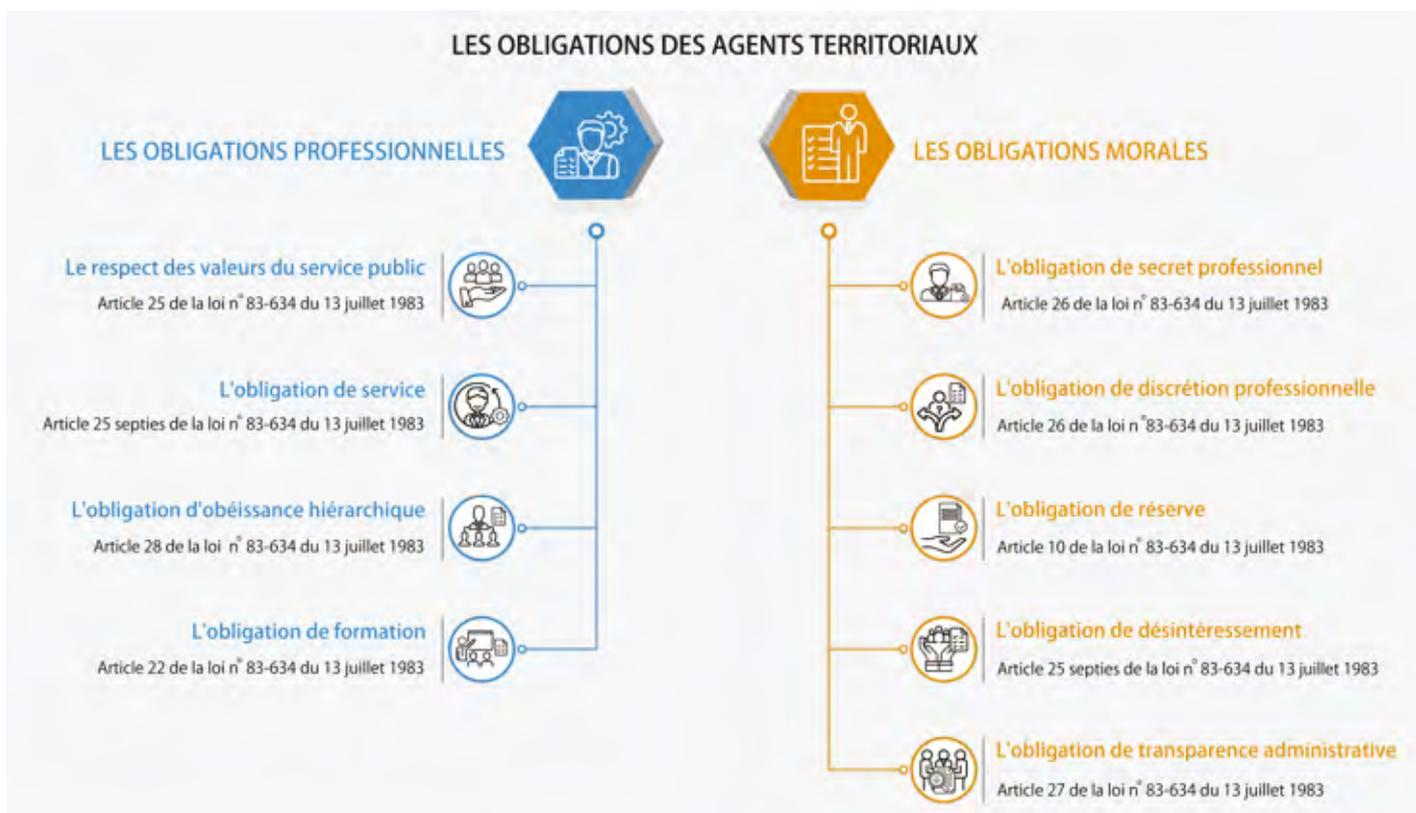 LES OBLIGATIONS DES AGENTS TERRITORIAUX
LES OBLIGATIONS PROFESSIONNELLES
Le respect des valeurs du service public
Article 25 de la loi n° 83-634 du 13 juillet 1983
L'obligation de service
Article 25 septies de la loi n° 83-634 du 13 juillet 1983
L'obligation d'obéissance hiérarchique
Article 28 de la loi n° 83-634 du 13 juillet 1983
L'obligation de formation
Article 22 de la loi n° 83-634 du 13 juillet 1983
LES OBLIGATIONS MORALES
L'obligation de secret professionnel
Article 26 de la loi n° 83-634 du 13 juillet 1983
L'obligation de discrétion professionnelle
Article 26 de la loi n °83-634 du 13 juillet 1983
L'obligation de réserve
Article 10 de la loi n° 83-634 du 13 juillet 1983
L'obligation de désintéressement
Article 25 septies de la loi n° 83-634 du 13 juillet 1983
L'obligation de transparence administrative
Article 27 de la loi n° 83-634 du 13 juillet 1983